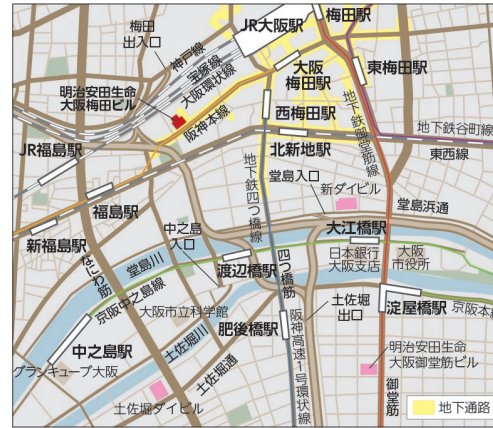 梅田駅
JR大阪駅
梅田
出入口
神戸線
宝塚線
大阪環状線
大阪
梅田駅
東梅田駅
明治安田生命
大阪梅田ビル
阪神本線
西梅田駅
地下鉄御堂筋線
地下鉄谷町線
JR福島駅
北新地駅
東西線
地下鉄四つ橋線
堂島入口
新ダイビル
堂島浜通
福島駅
中之島
入口
大江橋駅
新福島駅
なにわ筋
堂島川
渡辺橋駅
四つ橋筋
日本銀行
大阪支店
大阪
市役所
京阪中之島線
大阪市立科学館
土佐堀川
肥後橋駅
土佐堀
出口
淀屋橋駅
京阪本線
中之島駅
グランキューブ大阪
土佐堀通
阪神高速1号環状線
明治安田生命
大阪御堂筋ビル
御堂筋
土佐堀ダイビル
地下通路